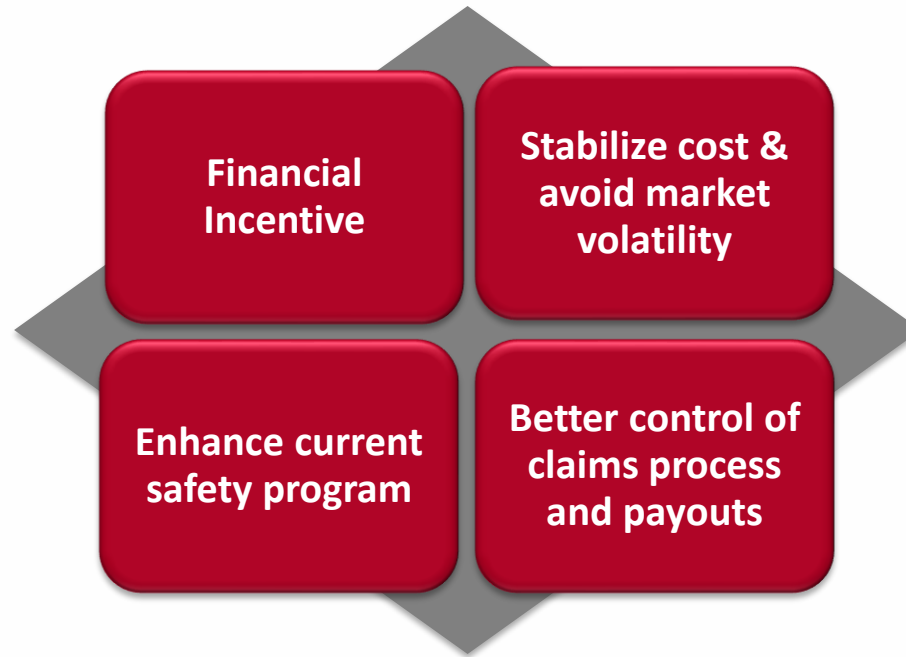 Financial
Incentive
Stabilize cost &
avoid market
volatility
Enhance current
safety program
Better control of
claims process
and payouts